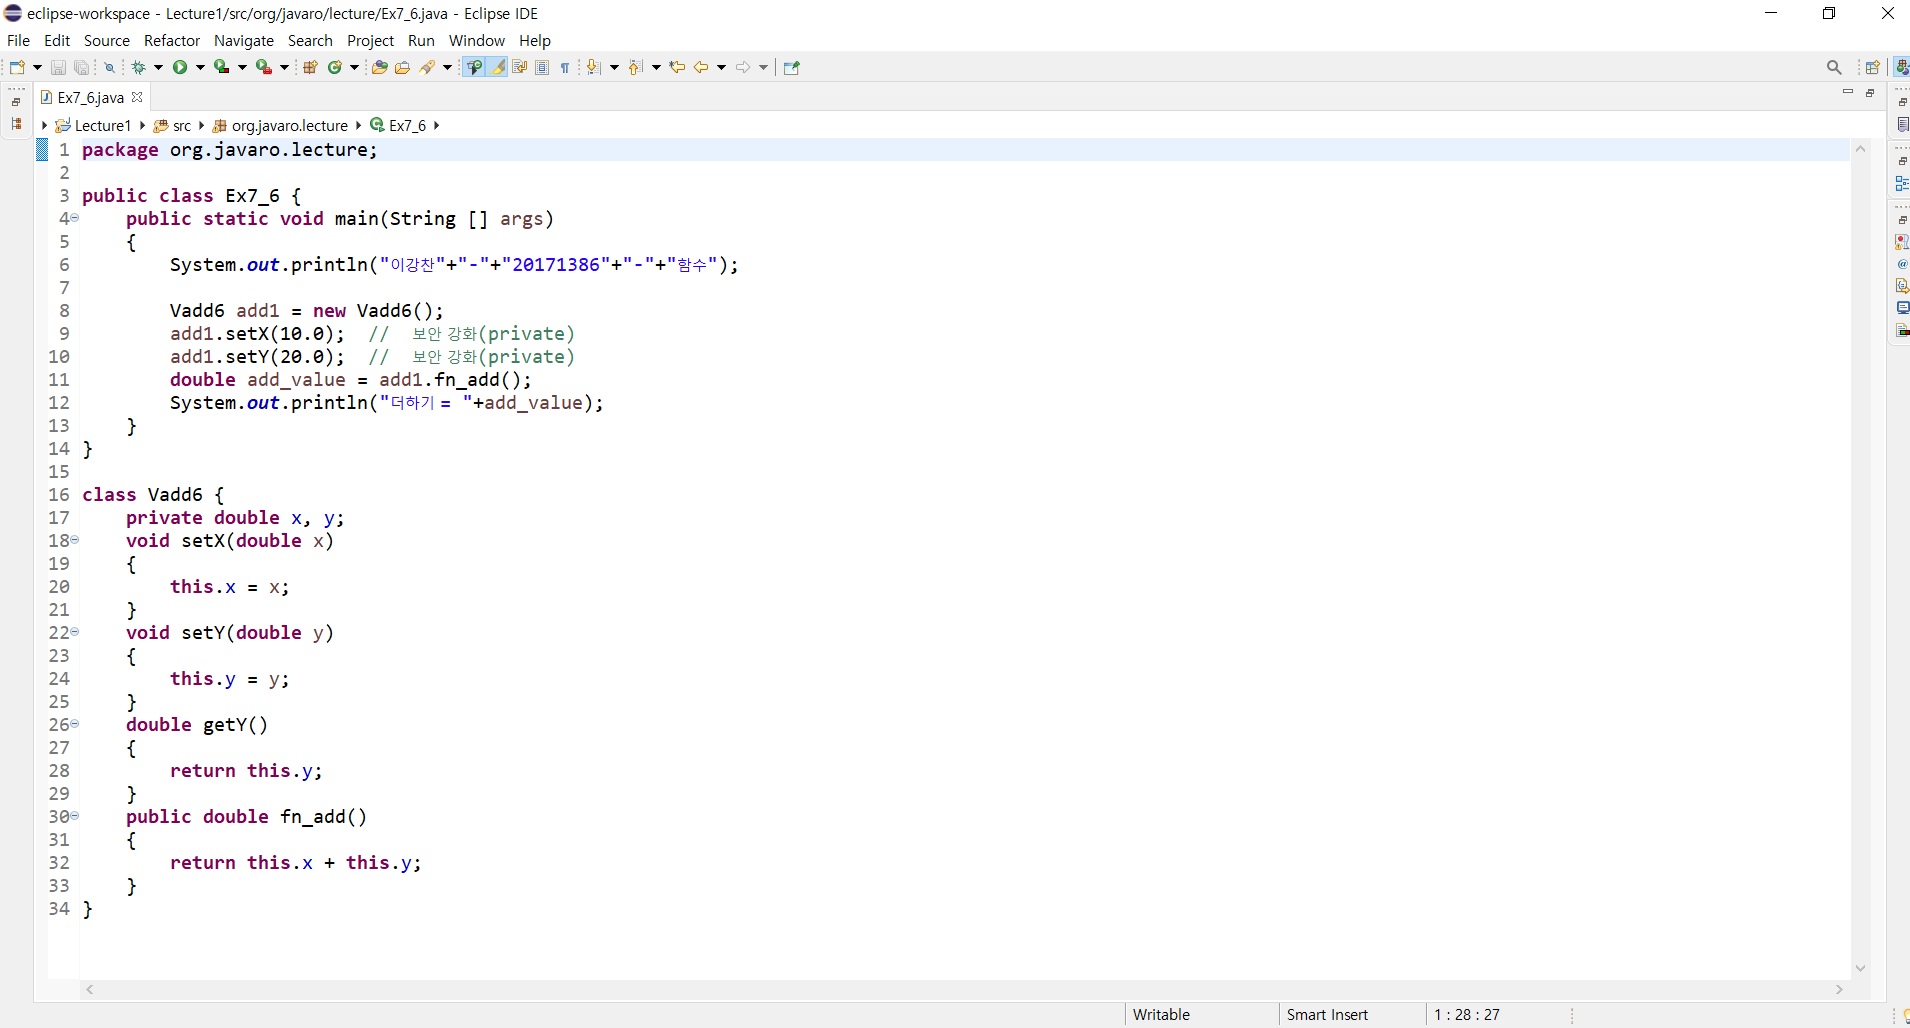 eclipse-workspace - Lecture1/src/org/javaro/lecture/Ex7_6.java - Eclipse IDE
File Edit Source Refactor Navigate Search Project Run Window Help
Ex7_6.java
Lecture1 src org.javaro.lecture Ex7_6
1 package org.javaro.lecture;
2
3 public class Ex7_6 {
4 public static void main(String [] args)
5 {
6 System.out.println("이강찬"+"-"+"20171386"+"-"+"함수");
7
8 Vadd6 add1 = new Vadd6();
9 add1.setX(10.0); // 보안 강화(private)
10 add1.setY(20.0); // 보안 강화(private)
11 double add_value = add1.fn_add();
12 System.out.println("더하기 = "+add_value);
13 }
14 }
15
16 class Vadd6 {
17 private double x, y;
18 void setX(double x)
19 {
20 this.x = x;
21 }
22 void setY(double y)
23 {
24 this.y = y;
25 }
26 double getY()
27 {
28 return this.y;
29 }
30 public double fn_add()
31 {
32 return this.x + this.y;
33 }
34 }
Writable Smart Insert 1 : 28 : 27